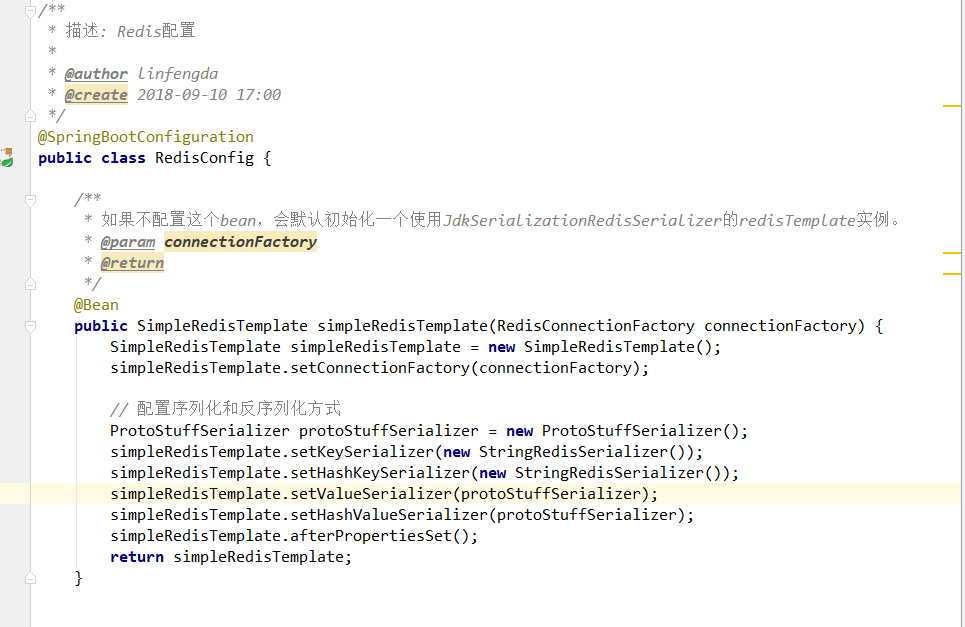 /**
 * 描述: Redis配置
 *
 * @author linfengda
 * @create 2018-09-10 17:00
 */
@SpringBootConfiguration
public class RedisConfig {
    /**
     * 如果不配置这个bean，会默认初始化一个使用JdkSerializationRedisSerializer的redisTemplate实例。
     * @param connectionFactory
     * @return
     */
    @Bean
    public SimpleRedisTemplate simpleRedisTemplate(RedisConnectionFactory connectionFactory) {
        SimpleRedisTemplate simpleRedisTemplate = new SimpleRedisTemplate();
        simpleRedisTemplate.setConnectionFactory(connectionFactory);
        // 配置序列化和反序列化方式
        ProtoStuffSerializer protoStuffSerializer = new ProtoStuffSerializer();
        simpleRedisTemplate.setKeySerializer(new StringRedisSerializer());
        simpleRedisTemplate.setHashKeySerializer(new StringRedisSerializer());
        simpleRedisTemplate.setValueSerializer(protoStuffSerializer);
        simpleRedisTemplate.setHashValueSerializer(protoStuffSerializer);
        simpleRedisTemplate.afterPropertiesSet();
        return simpleRedisTemplate;
    }